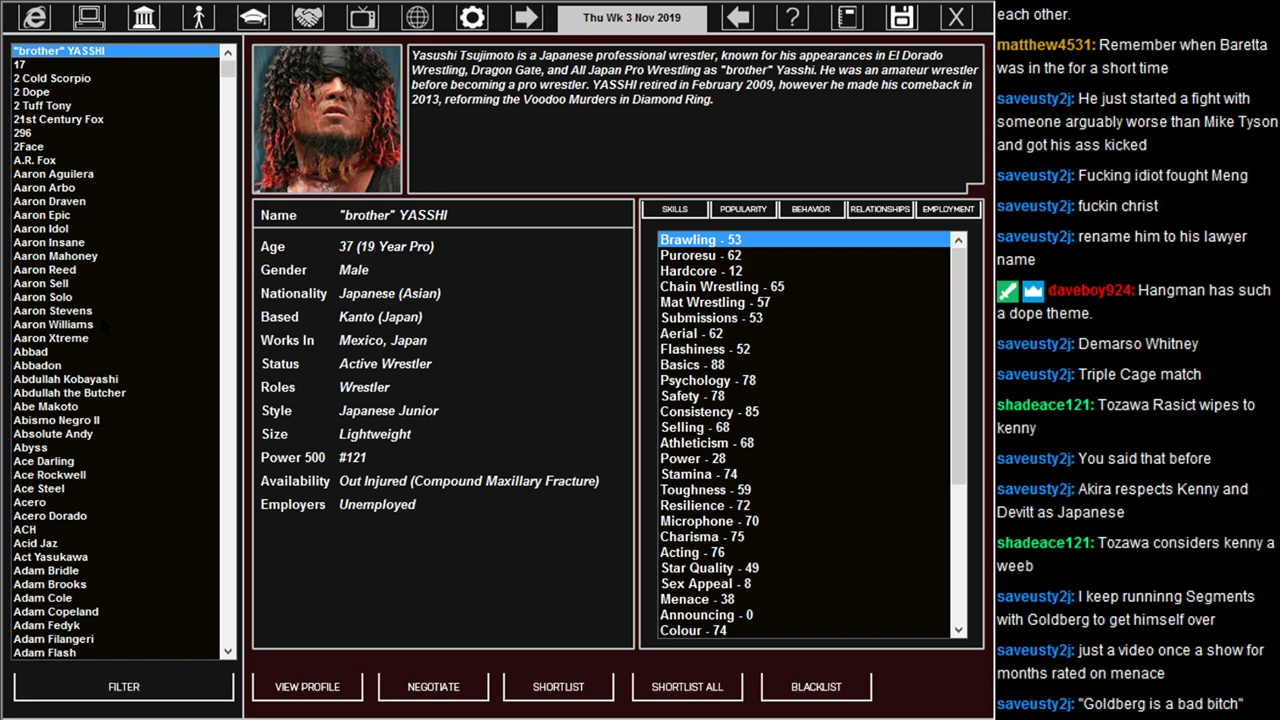 Thu Wk 3 Nov 2019
"brother" YASSHI
17
2 Cold Scorpio
2 Dope
2 Tuff Tony
21st Century Fox
296
2Face
A.R. Fox
Aaron Aguilera
Aaron Arbo
Aaron Draven
Aaron Epic
Aaron Idol
Aaron Insane
Aaron Mahoney
Aaron Reed
Aaron Sell
Aaron Solo
Aaron Stevens
Aaron Williams
Aaron Xtreme
Abbad
Abbadon
Abdullah Kobayashi
Abdullah the Butcher
Abe Makoto
Abismo Negro II
Absolute Andy
Abyss
Ace Darling
Ace Rockwell
Ace Steel
Acero
Acero Dorado
ACH
Acid Jaz
Act Yasukawa
Adam Bridle
Adam Brooks
Adam Cole
Adam Copeland
Adam Fedyk
Adam Filangeri
Adam Flash
FILTER
Yasushi Tsujimoto is a Japanese professional wrestler, known for his appearances in El Dorado
Wrestling, Dragon Gate, and All Japan Pro Wrestling as "brother" Yasshi. He was an amateur wrestler
before becoming a pro wrestler. YASSHI retired in February 2009, however he made his comeback in
2013, reforming the Voodoo Murders in Diamond Ring.
Name "brother" YASSHI
Age 37 (19 Year Pro)
Gender Male
Nationality Japanese (Asian)
Based Kanto (Japan)
Works In Mexico, Japan
Status Active Wrestler
Roles Wrestler
Style Japanese Junior
Size Lightweight
Power 500 #121
Availability Out Injured (Compound Maxillary Fracture)
Employers Unemployed
SKILLS POPULARITY BEHAVIOR RELATIONSHIPS EMPLOYMENT
Brawling - 53
Puroresu - 62
Hardcore - 12
Chain Wrestling - 65
Mat Wrestling - 57
Submissions - 53
Aerial - 62
Flashiness - 52
Basics - 88
Psychology - 78
Safety - 78
Consistency - 85
Selling - 68
Athleticism - 68
Power - 28
Stamina - 74
Toughness - 59
Resilience - 72
Microphone - 70
Charisma - 75
Acting - 76
Star Quality - 49
Sex Appeal - 8
Menace - 38
Announcing - 0
Colour - 74
VIEW PROFILE NEGOTIATE SHORTLIST SHORTLIST ALL BLACKLIST
each other.
matthew4531: Remember when Baretta
was in the for a short time
saveusty2j: He just started a fight with
someone arguably worse than Mike Tyson
and got his ass kicked
saveusty2j: Fucking idiot fought Meng
saveusty2j: fuckin christ
saveusty2j: rename him to his lawyer
name
daveboy924: Hangman has such
a dope theme.
saveusty2j: Demarso Whitney
saveusty2j: Triple Cage match
shadeace121: Tozawa Rasict wipes to
kenny
saveusty2j: You said that before
saveusty2j: Akira respects Kenny and
Devitt as Japanese
shadeace121: Tozawa considers kenny a
weeb
saveusty2j: I keep runninng Segments
with Goldberg to get himself over
saveusty2j: just a video once a show for
months rated on menace
saveusty2j: "Goldberg is a bad bitch"